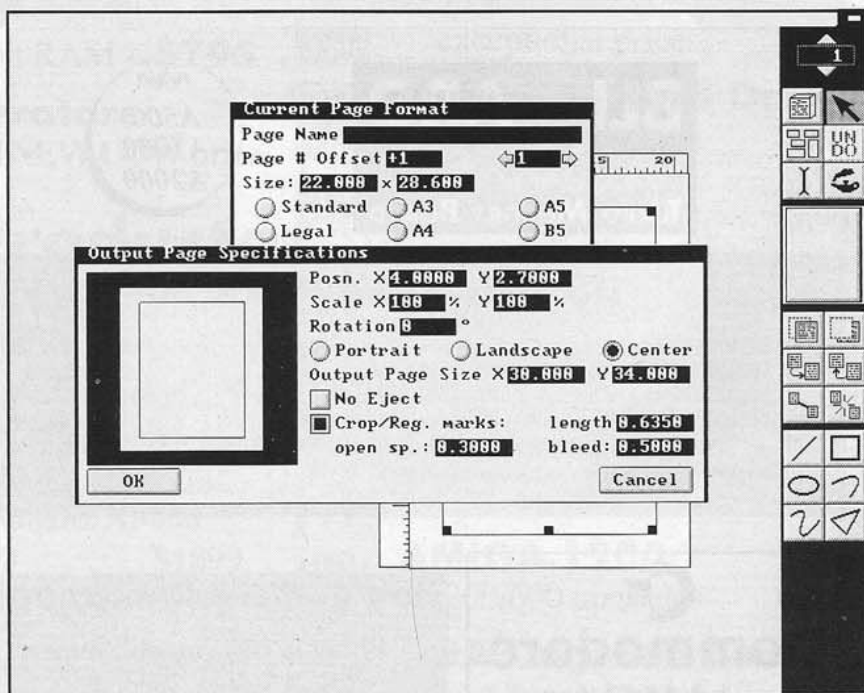 1
UN
DO
Current Page Format
Page Name
Page # Offset +1 1
Size: 22.000 x 28.600
Standard A3 A5
Legal A4 B5
15 20
Output Page Specifications
Posn. X 4.0000 Y 2.7000
Scale X 100 % Y 100 %
Rotation 0 °
Portrait Landscape Center
Output Page Size X 30.000 Y 34.000
No Eject
Crop/Reg. marks: length 0.6350
open sp.: 0.3000 bleed: 0.5000
OK Cancel